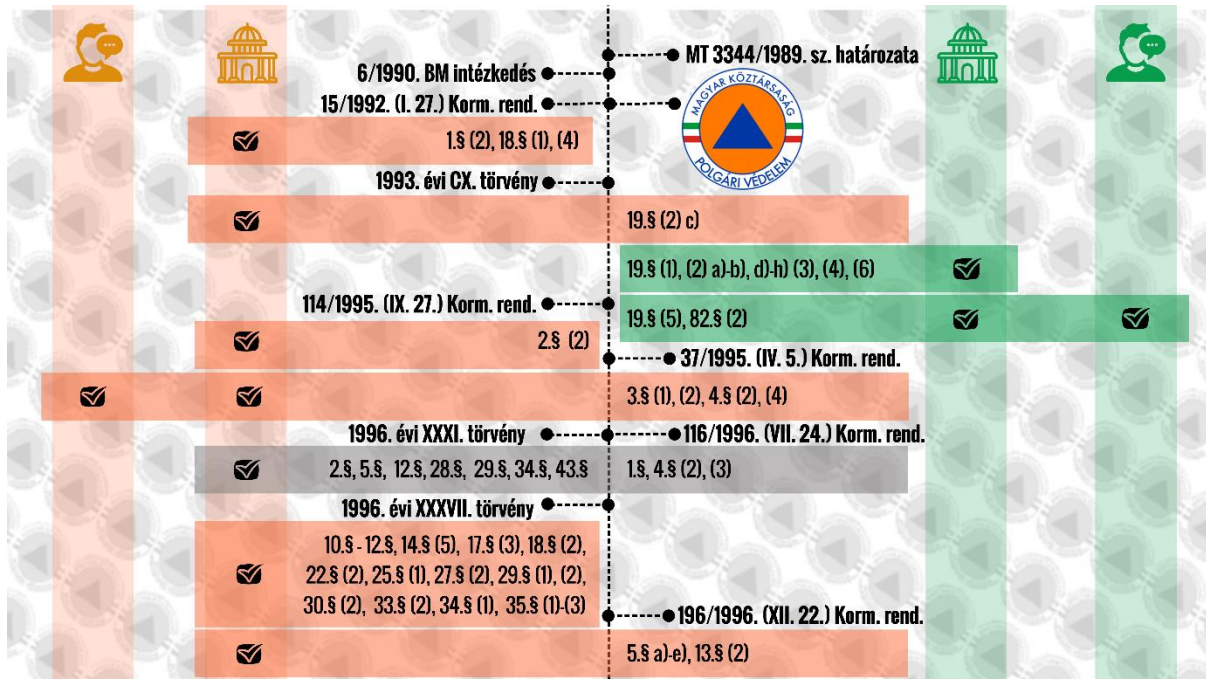 MT 3344/1989. sz. határozata
6/1990. BM intézkedés
15/1992. (I. 27.) Korm. rend.
MAGYAR KÖZTÁRSASÁG
POLGÁRI VÉDELEM
1.§ (2), 18.§ (1), (4)
1993. évi CX. törvény
19.§ (2) c)
19.§ (1), (2) a)-b), d)-h) (3), (4), (6)
114/1995. (IX. 27.) Korm. rend.
19.§ (5), 82.§ (2)
2.§ (2)
37/1995. (IV. 5.) Korm. rend.
3.§ (1), (2), 4.§ (2), (4)
1996. évi XXXI. törvény
116/1996. (VII. 24.) Korm. rend.
2.§, 5.§, 12.§, 28.§, 29.§, 34.§, 43.§
1.§, 4.§ (2), (3)
1996. évi XXXVII. törvény
10.§ - 12.§, 14.§ (5), 17.§ (3), 18.§ (2),
22.§ (2), 25.§ (1), 27.§ (2), 29.§ (1), (2),
30.§ (2), 33.§ (2), 34.§ (1), 35.§ (1)-(3)
196/1996. (XII. 22.) Korm. rend.
5.§ a)-e), 13.§ (2)